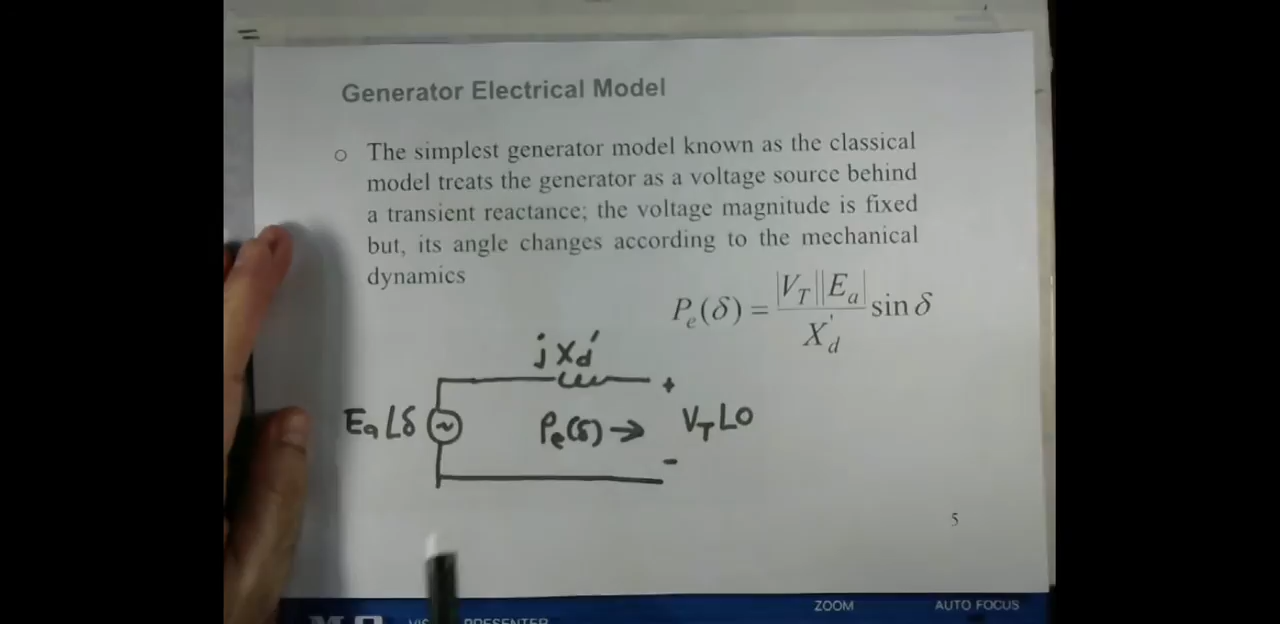 Generator Electrical Model
o The simplest generator model known as the classical
model treats the generator as a voltage source behind
a transient reactance; the voltage magnitude is fixed
but, its angle changes according to the mechanical
dynamics
Pe(δ) = |VT||Ea| / X'd sin δ
jXd'
+
Ea∠δ ~ Pe(δ) → VT∠0
-
5
ZOOM AUTO FOCUS
PRESENTER